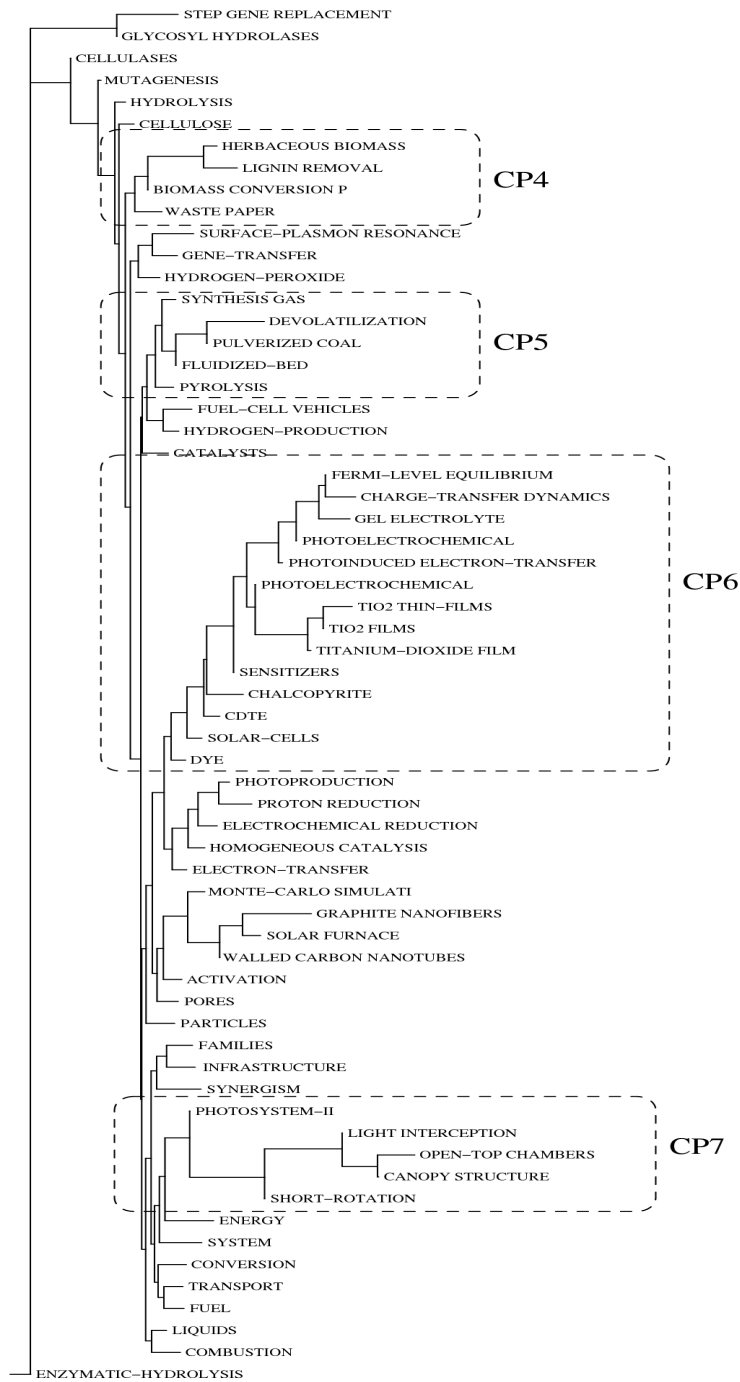 STEP GENE REPLACEMENT
GLYCOSYL HYDROLASES
CELLULASES
MUTAGENESIS
HYDROLYSIS
CELLULOSE
HERBACEOUS BIOMASS
LIGNIN REMOVAL
CP4
BIOMASS CONVERSION P
WASTE PAPER
SURFACE−PLASMON RESONANCE
GENE−TRANSFER
HYDROGEN−PEROXIDE
SYNTHESIS GAS
DEVOLATILIZATION
CP5
PULVERIZED COAL
FLUIDIZED−BED
PYROLYSIS
FUEL−CELL VEHICLES
HYDROGEN−PRODUCTION
CATALYSTS
FERMI−LEVEL EQUILIBRIUM
CHARGE−TRANSFER DYNAMICS
GEL ELECTROLYTE
PHOTOELECTROCHEMICAL
PHOTOINDUCED ELECTRON−TRANSFER
CP6
PHOTOELECTROCHEMICAL
TIO2 THIN−FILMS
TIO2 FILMS
TITANIUM−DIOXIDE FILM
SENSITIZERS
CHALCOPYRITE
CDTE
SOLAR−CELLS
DYE
PHOTOPRODUCTION
PROTON REDUCTION
ELECTROCHEMICAL REDUCTION
HOMOGENEOUS CATALYSIS
ELECTRON−TRANSFER
MONTE−CARLO SIMULATI
GRAPHITE NANOFIBERS
SOLAR FURNACE
WALLED CARBON NANOTUBES
ACTIVATION
PORES
PARTICLES
FAMILIES
INFRASTRUCTURE
SYNERGISM
PHOTOSYSTEM−II
LIGHT INTERCEPTION
CP7
OPEN−TOP CHAMBERS
CANOPY STRUCTURE
SHORT−ROTATION
ENERGY
SYSTEM
CONVERSION
TRANSPORT
FUEL
LIQUIDS
COMBUSTION
ENZYMATIC−HYDROLYSIS